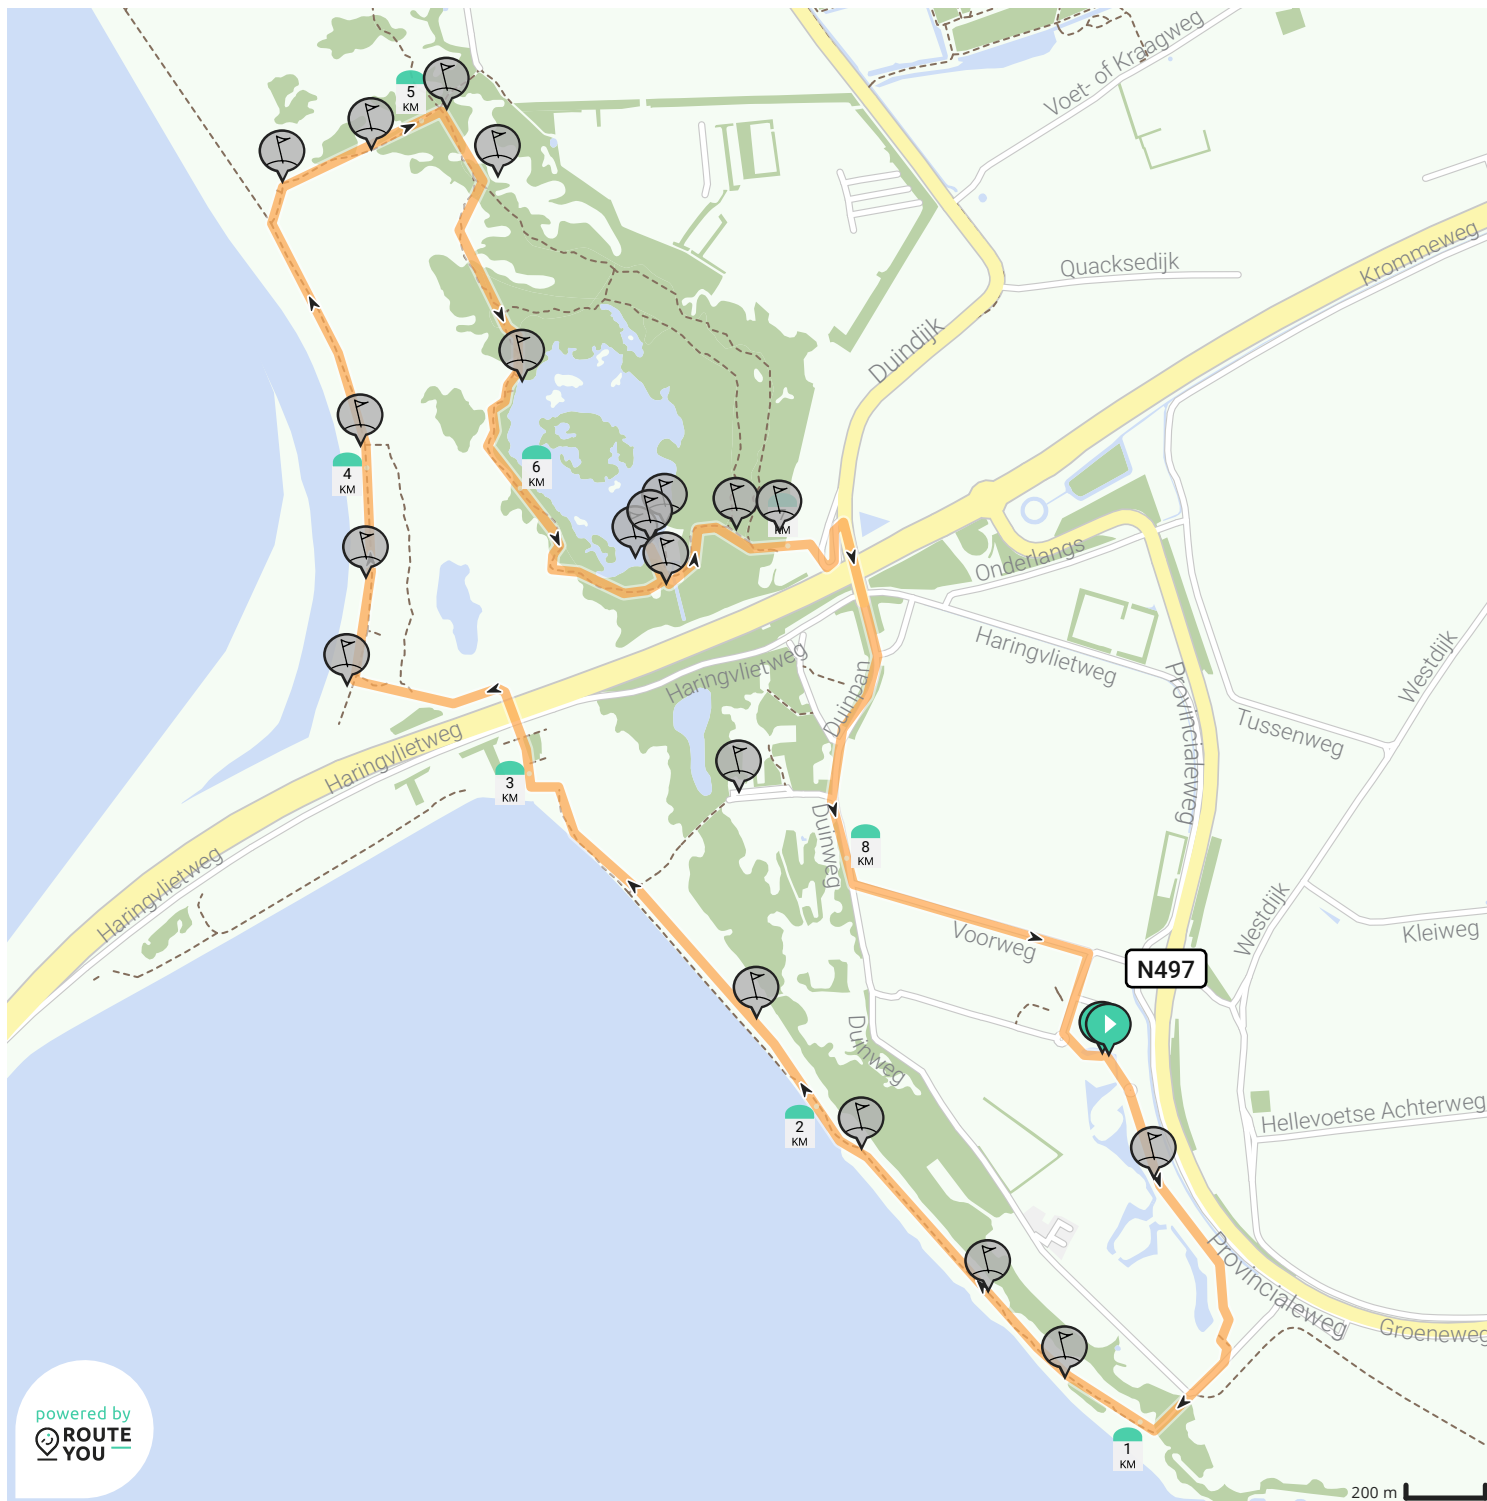 Voet- of Kraagweg
5
KM
Krommeweg
Quacksedijk
Duindijk
6
KM
4
KM
KM
Onderlangs
Haringvlietweg
Haringvlietweg
Duinpan
Provincialeweg
Westdijk
Tussenweg
Haringvlietweg
3
KM
Duinweg
8
KM
Haringvlietweg
Voorweg
Westdijk
Kleiweg
N497
Duinweg
Hellevoetse Achterweg
2
KM
Provincialeweg
Groeneweg
1
KM
powered by
ROUTE
YOU
200 m